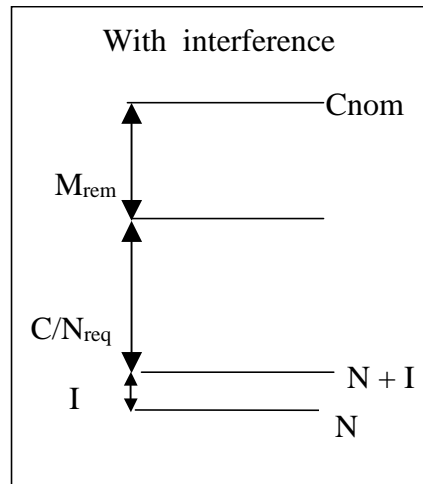 With interference
Cnom
Mrem
C/Nreq
N + I
I
N